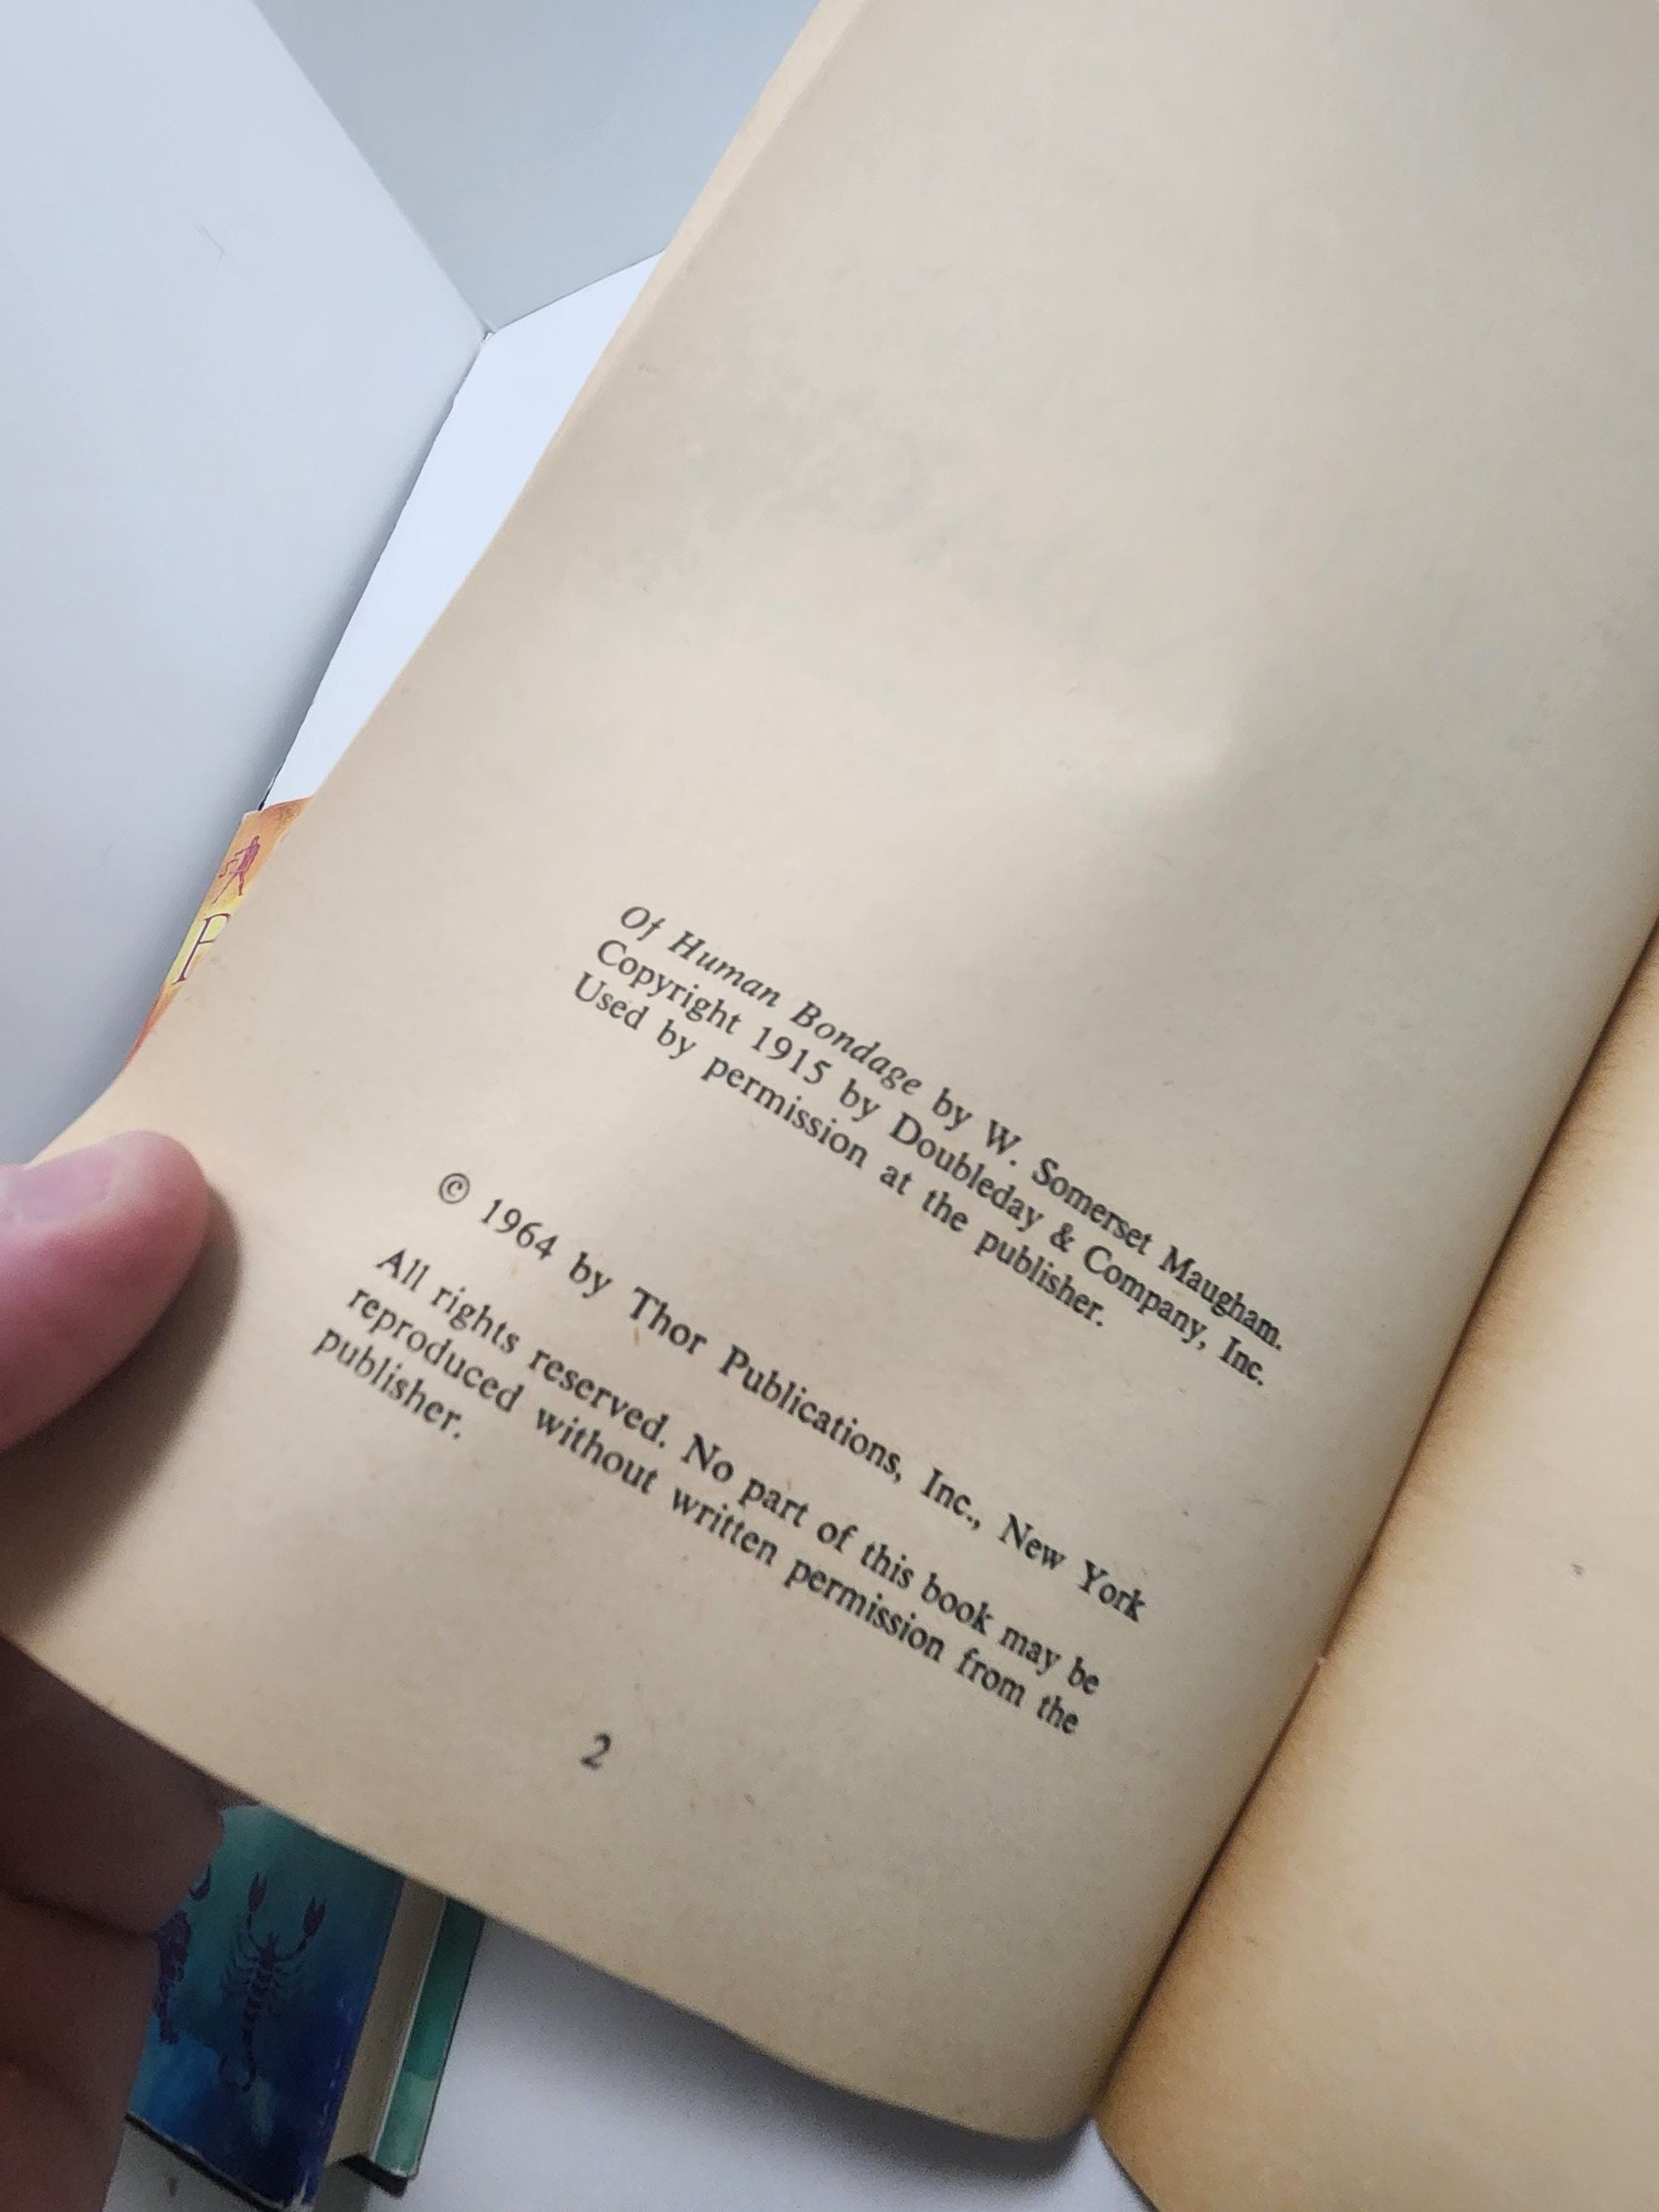 Of Human Bondage by W. Somerset Maugham.
Copyright 1915 by Doubleday & Company, Inc.
Used by permission at the publisher.
© 1964 by Thor Publications, Inc., New York
All rights reserved. No part of this book may be
reproduced without written permission from the
publisher.
2